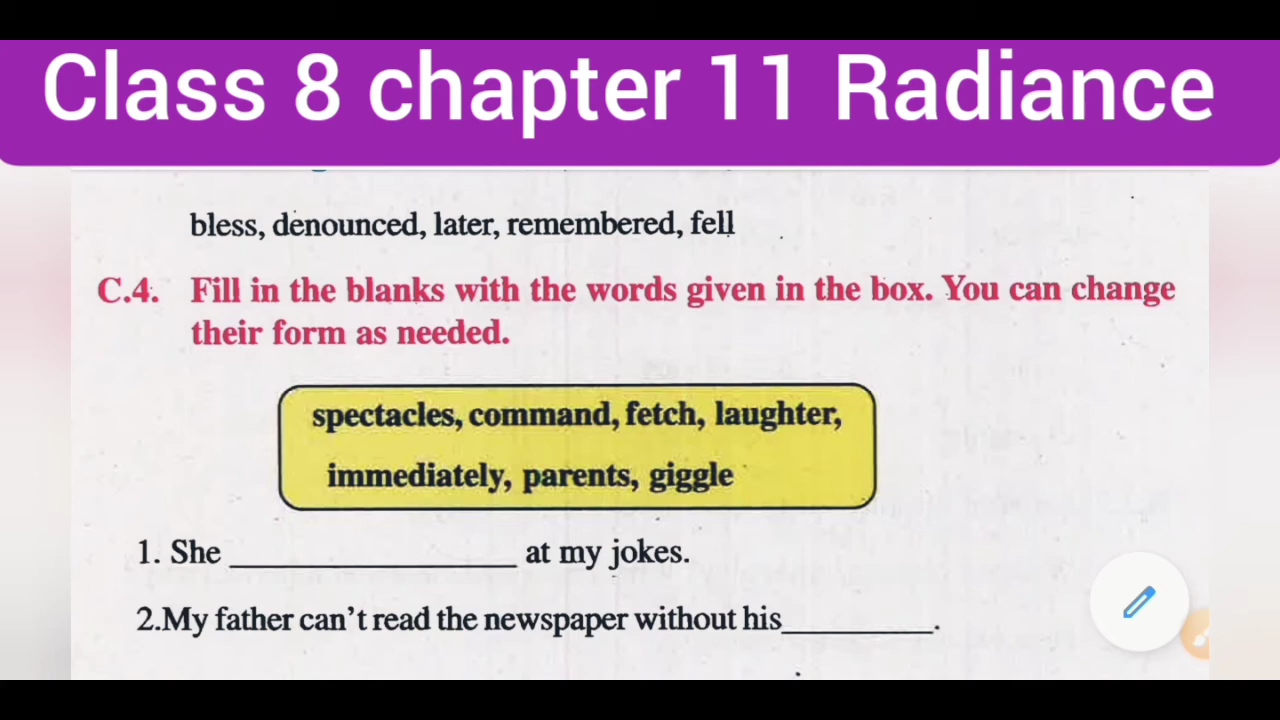 Class 8 chapter 11 Radiance
bless, denounced, later, remembered, fell
C.4. Fill in the blanks with the words given in the box. You can change
their form as needed.
spectacles, command, fetch, laughter,
immediately, parents, giggle
1. She ____________________ at my jokes.
2.My father can’t read the newspaper without his___________.